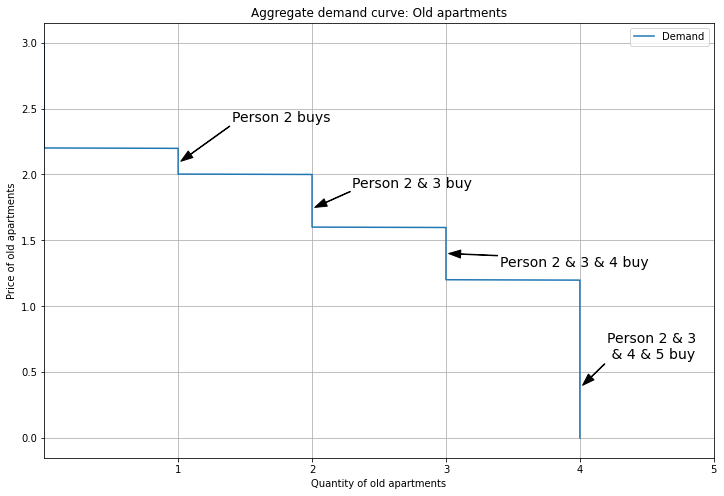 Aggregate demand curve: Old apartments
Demand
Price of old apartments
3.0
2.5
2.0
1.5
1.0
0.5
0.0
Person 2 buys
Person 2 & 3 buy
Person 2 & 3 & 4 buy
Person 2 & 3
& 4 & 5 buy
1 2 3 4 5
Quantity of old apartments